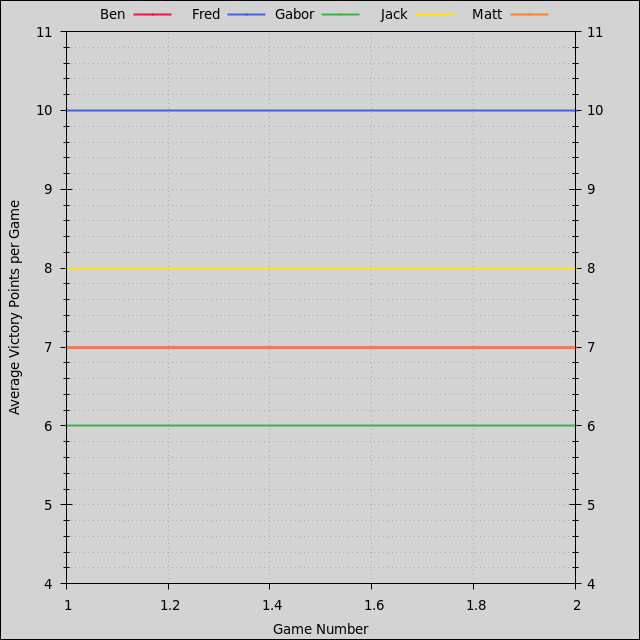 Ben Fred Gabor Jack Matt
11 11
10 10
9 9
8 8
7 7
6 6
5 5
4 4
1 1.2 1.4 1.6 1.8 2
Average Victory Points per Game
Game Number